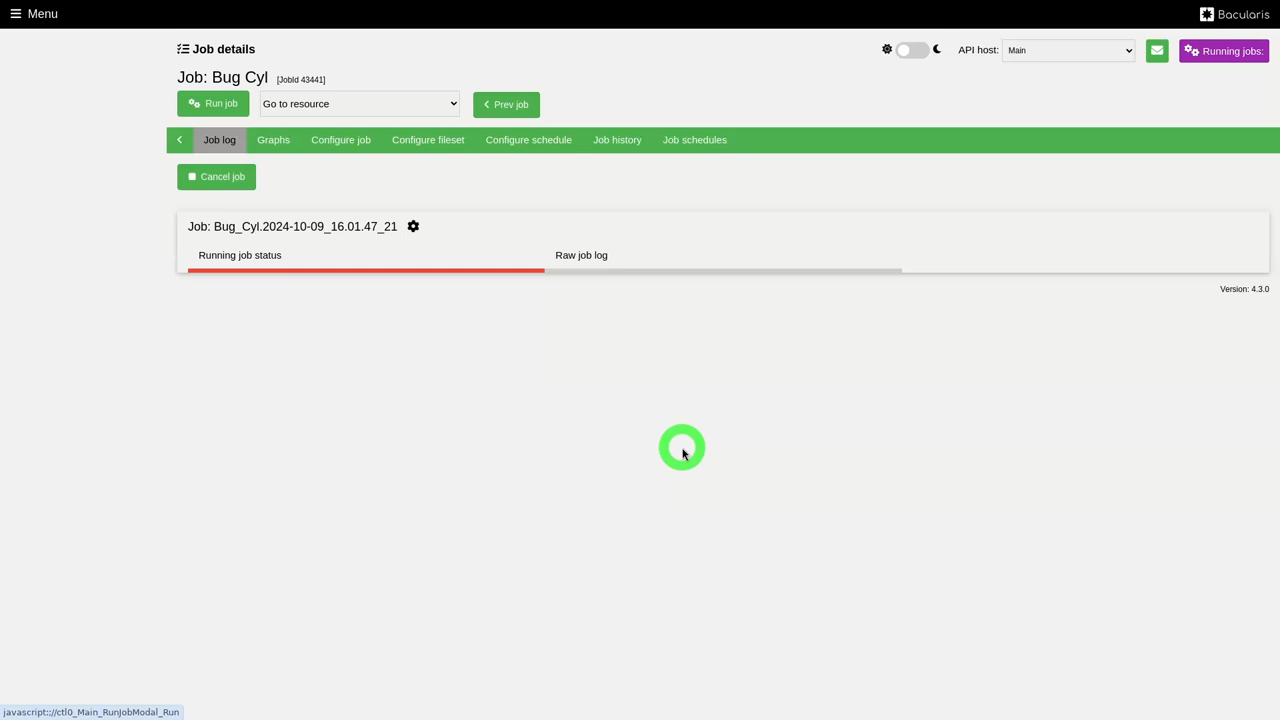 Menu
Bacularis
Job details
API host:
Main
Running jobs:
Job: Bug Cyl [JobId 43441]
Run job
Go to resource
Prev job
Job log
Graphs
Configure job
Configure fileset
Configure schedule
Job history
Job schedules
Cancel job
Job: Bug_Cyl.2024-10-09_16.01.47_21
Running job status
Raw job log
Version: 4.3.0
javascript:;//ctl0_Main_RunJobModal_Run